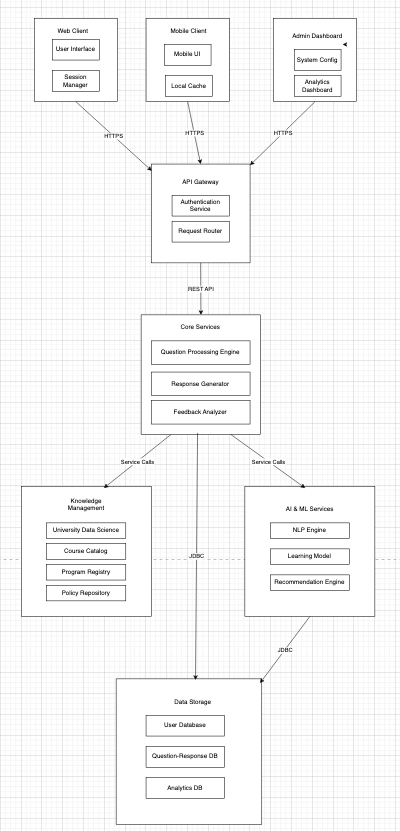 Web Client
User Interface
Session
Manager
Mobile Client
Mobile UI
Local Cache
Admin Dashboard
System Config
Analytics
Dashboard
HTTPS
HTTPS
HTTPS
API Gateway
Authentication
Service
Request Router
REST API
Core Services
Question Processing Engine
Response Generator
Feedback Analyzer
Service Calls
Service Calls
JDBC
Knowledge
Management
University Data Science
Course Catalog
Program Registry
Policy Repository
AI & ML Services
NLP Engine
Learning Model
Recommendation Engine
JDBC
Data Storage
User Database
Question-Response DB
Analytics DB